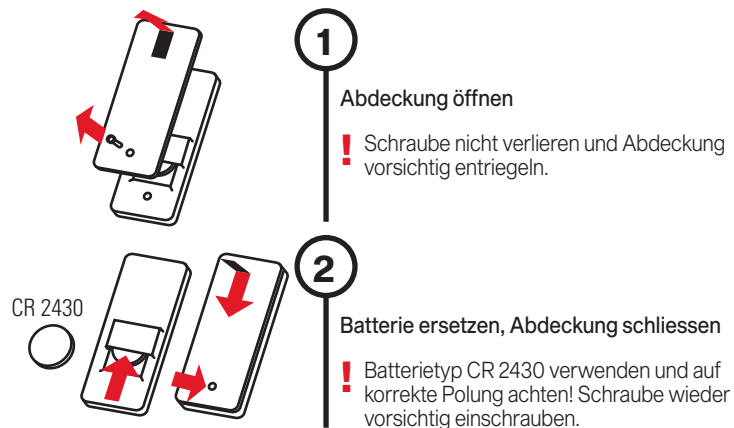 1
Abdeckung öffnen
! Schraube nicht verlieren und Abdeckung
vorsichtig entriegeln.
2
CR 2430
Batterie ersetzen, Abdeckung schliessen
! Batterietyp CR 2430 verwenden und auf
korrekte Polung achten! Schraube wieder
vorsichtig einschrauben.